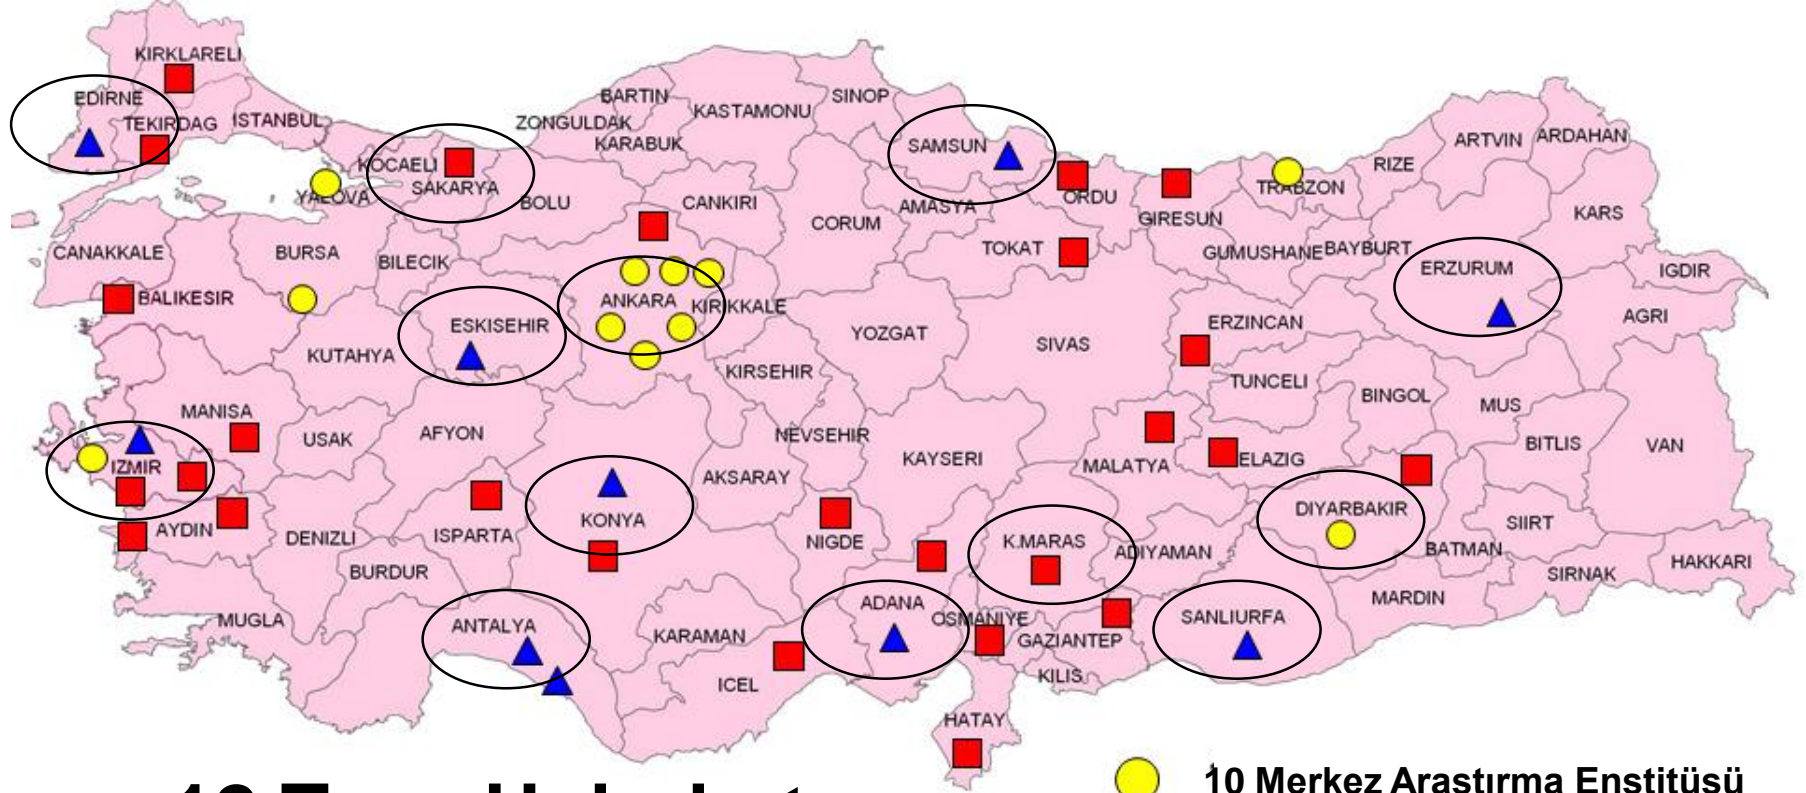 KIRKLARELI
EDIRNE
TEKIRDAG
ISTANBUL
BARTIN
KASTAMONU
SINOP
ZONGULDAK
KARABUK
SAMSUN
ARTVIN
ARDAHAN
RIZE
KOCAELI
SAKARYA
YALOVA
BOLU
CANKIRI
CORUM
AMASYA
ORDU
GIRESUN
TRABZON
KARS
CANAKKALE
BURSA
BILECIK
TOKAT
GUMUSHANE
BAYBURT
ERZURUM
IGDIR
BALIKESIR
ANKARA
KIRIKKALE
ESKISEHIR
YOZGAT
SIVAS
ERZINCAN
AGRI
KUTAHYA
KIRSEHIR
TUNCELI
BINGOL
MUS
MANISA
USAK
AFYON
NEVSEHIR
KAYSERI
BITLIS
VAN
IZMIR
AKSARAY
MALATYA
ELAZIG
AYDIN
DENIZLI
ISPARTA
KONYA
NIGDE
K.MARAS
ADIYAMAN
DIYARBAKIR
SIIRT
BATMAN
HAKKARI
BURDUR
SIRNAK
MARDIN
MUGLA
ANTALYA
KARAMAN
ADANA
OSMANIYE
GAZIANTEP
SANLIURFA
ICEL
KILIS
HATAY
10 Merkez Araştırma Enstitüsü